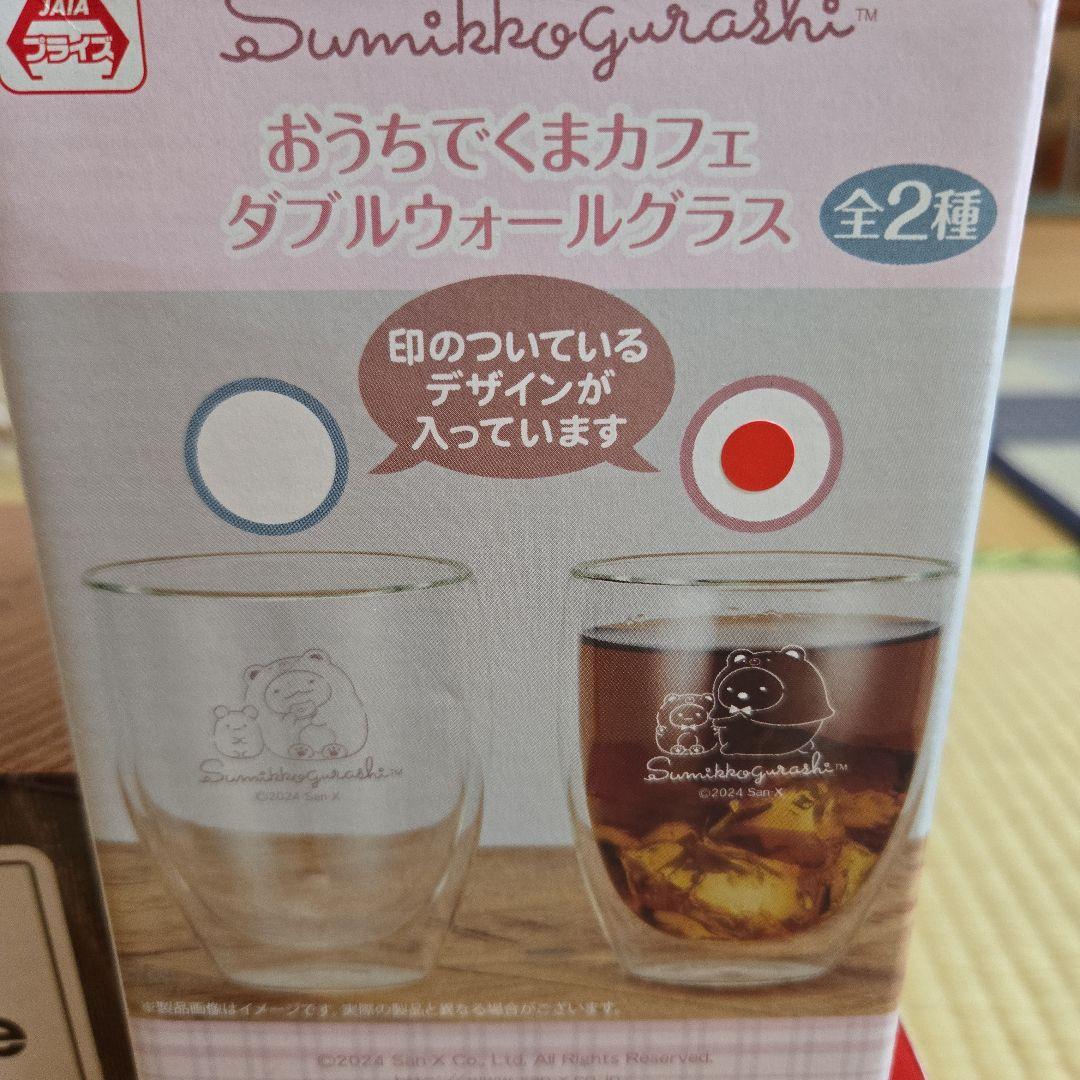 JAIA
プライズ
Sumikkogurashi™
おうちでくまカフェ
ダブルウォールグラス
全2種
印のついている
デザインが
入っています
Sumikkogurashi™
©2024 San-X
Sumikkogurashi™
©2024 San-X
※製品画像はイメージです。実際の製品と異なる場合がございます。
©2024 San-X Co., Ltd. All Rights Reserved.
e